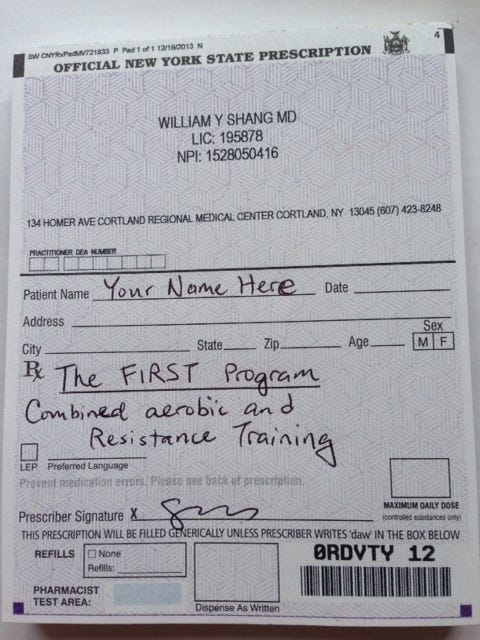 SW CNYRxPadMV721833 P Pad 1 of 1 12/19/2013 N
4
OFFICIAL NEW YORK STATE PRESCRIPTION
WILLIAM Y SHANG MD
LIC: 195878
NPI: 1528050416
134 HOMER AVE CORTLAND REGIONAL MEDICAL CENTER CORTLAND, NY 13045 (607) 423-8248
PRACTITIONER DEA NUMBER
Patient Name Your Name Here Date
Address
Sex
City State Zip Age M F
Rx The FIRST Program
Combined aerobic and
Resistance Training
LEP Preferred Language
Prevent medication errors. Please see back of prescription.
MAXIMUM DAILY DOSE
(controlled substances only)
Prescriber Signature X
THIS PRESCRIPTION WILL BE FILLED GENERICALLY UNLESS PRESCRIBER WRITES 'daw' IN THE BOX BELOW
REFILLS None
Refills:
0RDVTY 12
PHARMACIST
TEST AREA:
Dispense As Written